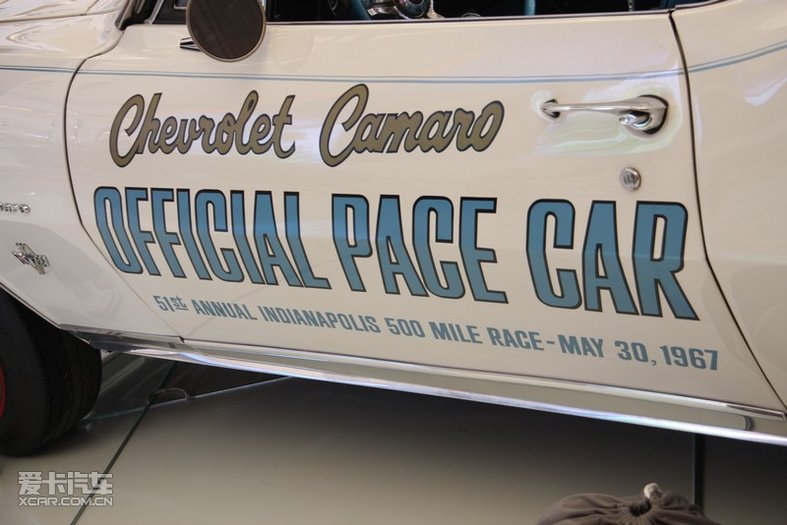 Chevrolet Camaro
OFFICIAL PACE CAR
51st ANNUAL INDIANAPOLIS 500 MILE RACE-MAY 30, 1967
爱卡汽车
XCAR.COM.CN